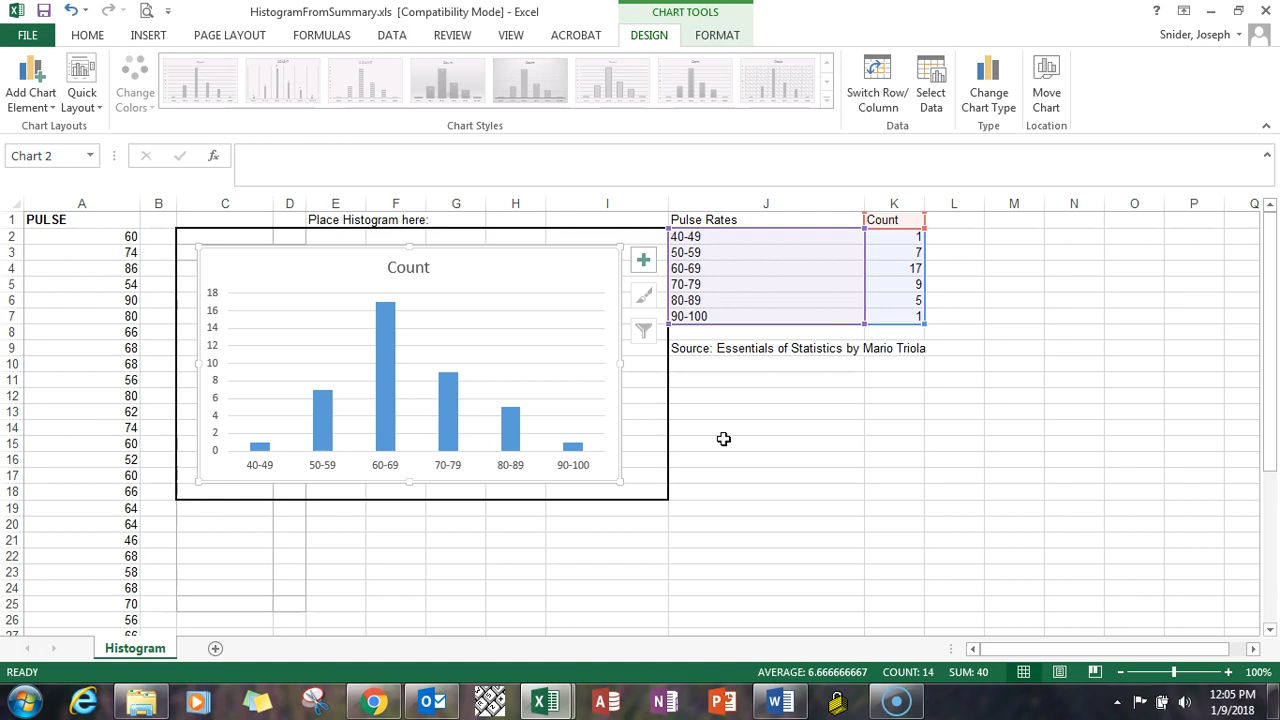 HistogramFromSummary.xls [Compatibility Mode] - Excel
CHART TOOLS
?
FILE HOME INSERT PAGE LAYOUT FORMULAS DATA REVIEW VIEW ACROBAT DESIGN FORMAT
Snider, Joseph
Add Chart Element
Quick Layout
Change Colors
Switch Row/ Column
Select Data
Change Chart Type
Move Chart
Chart Layouts
Chart Styles
Data
Type
Location
Chart 2
fx
A B C D E F G H I J K L M N O P Q
1 PULSE Place Histogram here: Pulse Rates Count
2 60 40-49 1
3 74 50-59 7
4 86 60-69 17
5 54 70-79 9
6 90 80-89 5
7 80 90-100 1
8 66
9 68 Source: Essentials of Statistics by Mario Triola
10 68
11 56
12 80
13 62
14 74
15 60
16 52
17 60
18 66
19 64
20 64
21 46
22 68
23 58
24 68
25 70
26 56
27 66
Count
18
16
14
12
10
8
6
4
2
0
40-49 50-59 60-69 70-79 80-89 90-100
Histogram
READY
AVERAGE: 6.666666667 COUNT: 14 SUM: 40
100%
12:05 PM
1/9/2018